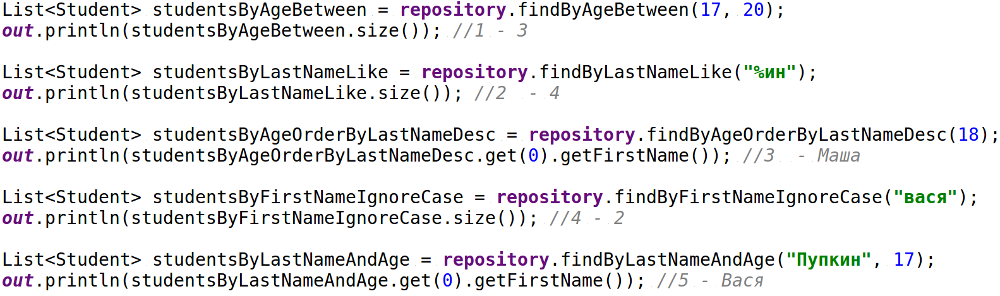 List<Student> studentsByAgeBetween = repository.findByAgeBetween(17, 20);
out.println(studentsByAgeBetween.size()); //1 - 3
List<Student> studentsByLastNameLike = repository.findByLastNameLike("%ин");
out.println(studentsByLastNameLike.size()); //2  - 4
List<Student> studentsByAgeOrderByLastNameDesc = repository.findByAgeOrderByLastNameDesc(18);
out.println(studentsByAgeOrderByLastNameDesc.get(0).getFirstName()); //3  - Маша
List<Student> studentsByFirstNameIgnoreCase = repository.findByFirstNameIgnoreCase("вася");
out.println(studentsByFirstNameIgnoreCase.size()); //4 - 2
List<Student> studentsByLastNameAndAge = repository.findByLastNameAndAge("Пупкин", 17);
out.println(studentsByLastNameAndAge.get(0).getFirstName()); //5 - Вася